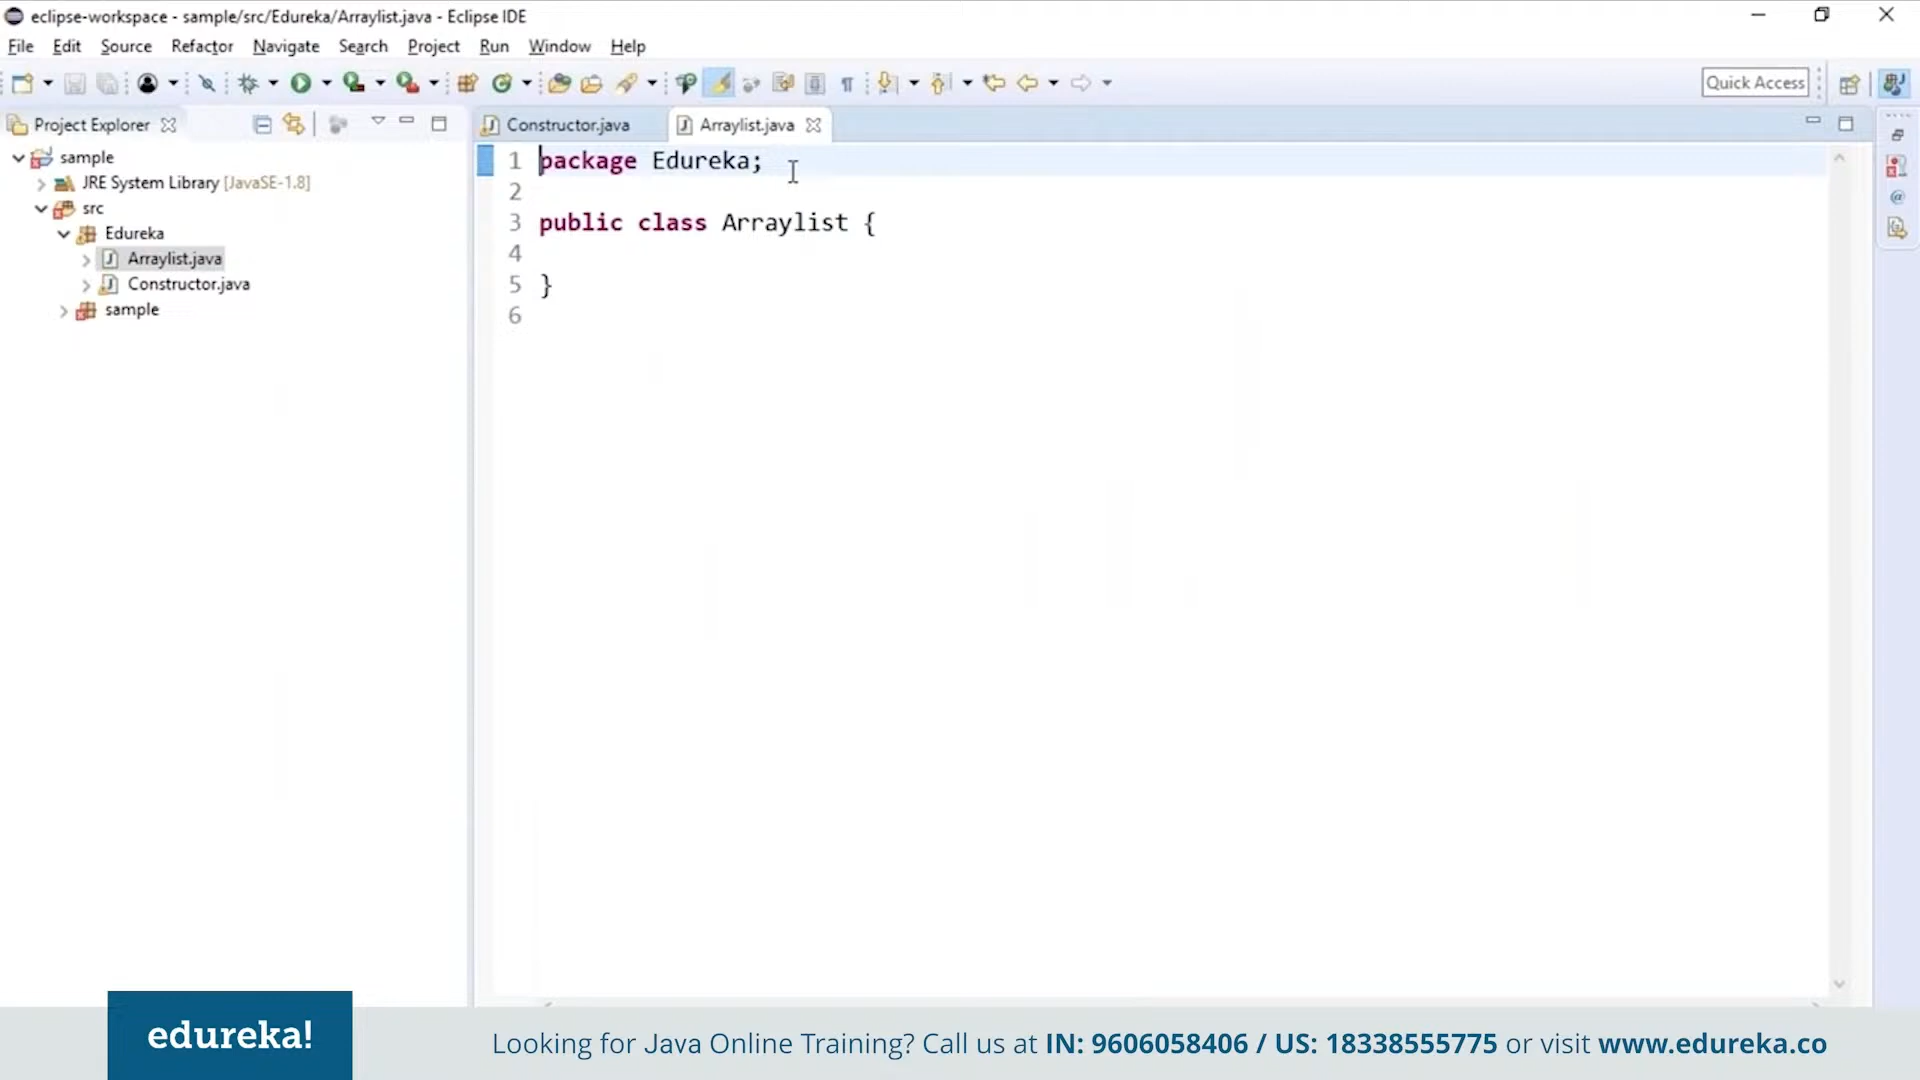 eclipse-workspace - sample/src/Edureka/Arraylist.java - Eclipse IDE
File Edit Source Refactor Navigate Search Project Run Window Help
Quick Access
Project Explorer
Constructor.java
Arraylist.java
sample
JRE System Library [JavaSE-1.8]
src
Edureka
Arraylist.java
Constructor.java
sample
1 package Edureka;
2
3 public class Arraylist {
4
5 }
6
edureka!
Looking for Java Online Training? Call us at IN: 9606058406 / US: 18338555775 or visit www.edureka.co